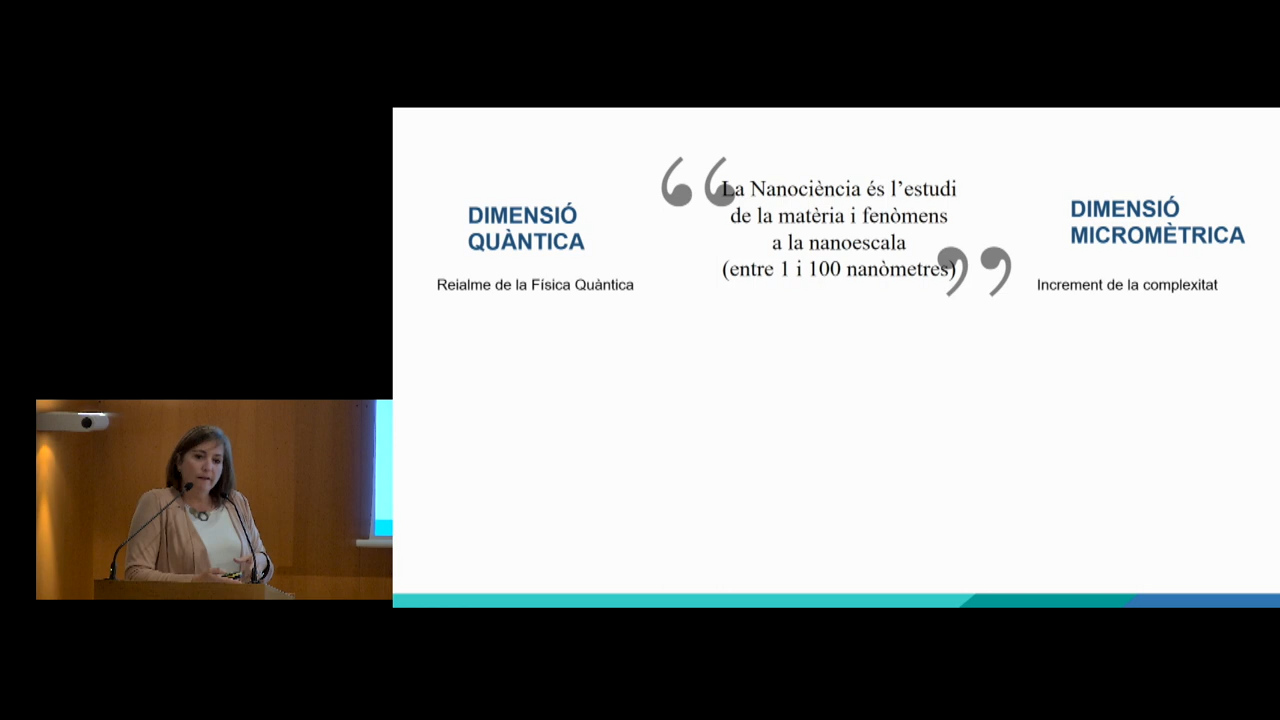 DIMENSIÓ
QUÀNTICA
Reialme de la Física Quàntica
“La Nanociència és l’estudi
de la matèria i fenòmens
a la nanoescala
(entre 1 i 100 nanòmetres)”
DIMENSIÓ
MICROMÈTRICA
Increment de la complexitat